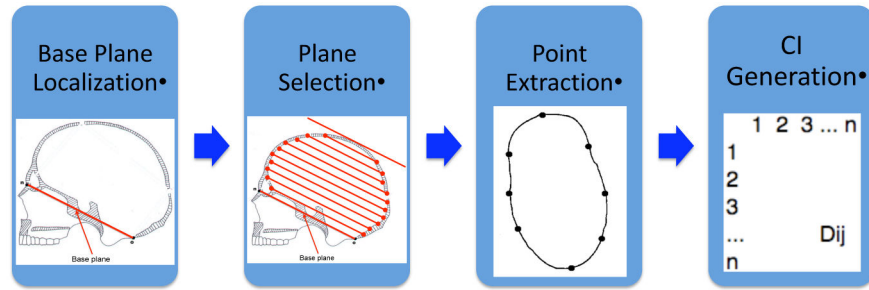 Base Plane
Localization•
Base plane
Plane
Selection•
Base plane
Point
Extraction•
CI
Generation•
1 2 3 ... n
1
2
3
... Dij
n